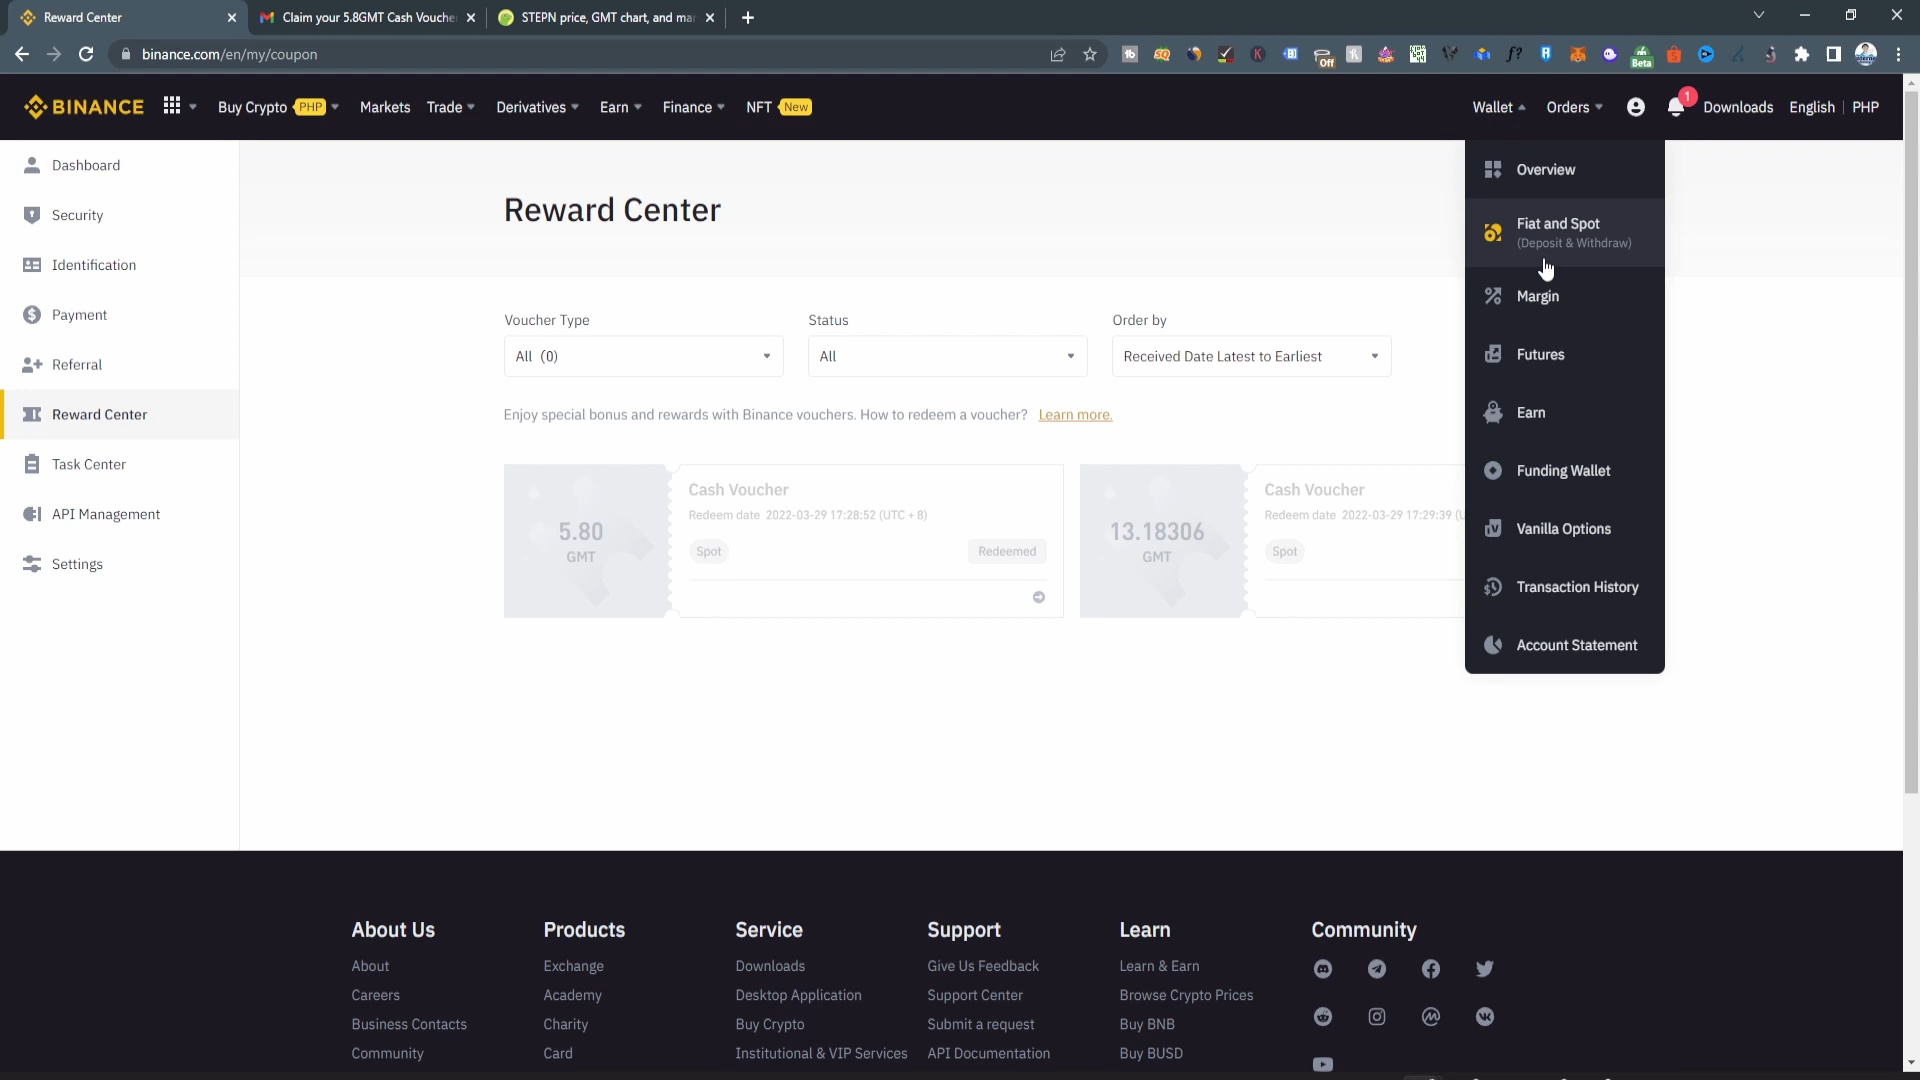 Reward Center
Claim your 5.8GMT Cash Vouche
STEPN price, GMT chart, and ma
binance.com/en/my/coupon
Off
Beta
BINANCE
Buy Crypto PHP
Markets
Trade
Derivatives
Earn
Finance
NFT New
Wallet
Orders
1
Downloads
English
PHP
Dashboard
Security
Identification
Payment
Referral
Reward Center
Task Center
API Management
Settings
Reward Center
Voucher Type
All (0)
Status
All
Order by
Received Date Latest to Earliest
Enjoy special bonus and rewards with Binance vouchers. How to redeem a voucher? Learn more.
5.80
GMT
Cash Voucher
Redeem date 2022-03-29 17:28:52 (UTC + 8)
Spot
Redeemed
13.18306
GMT
Cash Voucher
Redeem date 2022-03-29 17:29:39 (U
Spot
Overview
Fiat and Spot
(Deposit & Withdraw)
Margin
Futures
Earn
Funding Wallet
Vanilla Options
Transaction History
Account Statement
About Us
About
Careers
Business Contacts
Community
Products
Exchange
Academy
Charity
Card
Service
Downloads
Desktop Application
Buy Crypto
Institutional & VIP Services
Support
Give Us Feedback
Support Center
Submit a request
API Documentation
Learn
Learn & Earn
Browse Crypto Prices
Buy BNB
Buy BUSD
Community